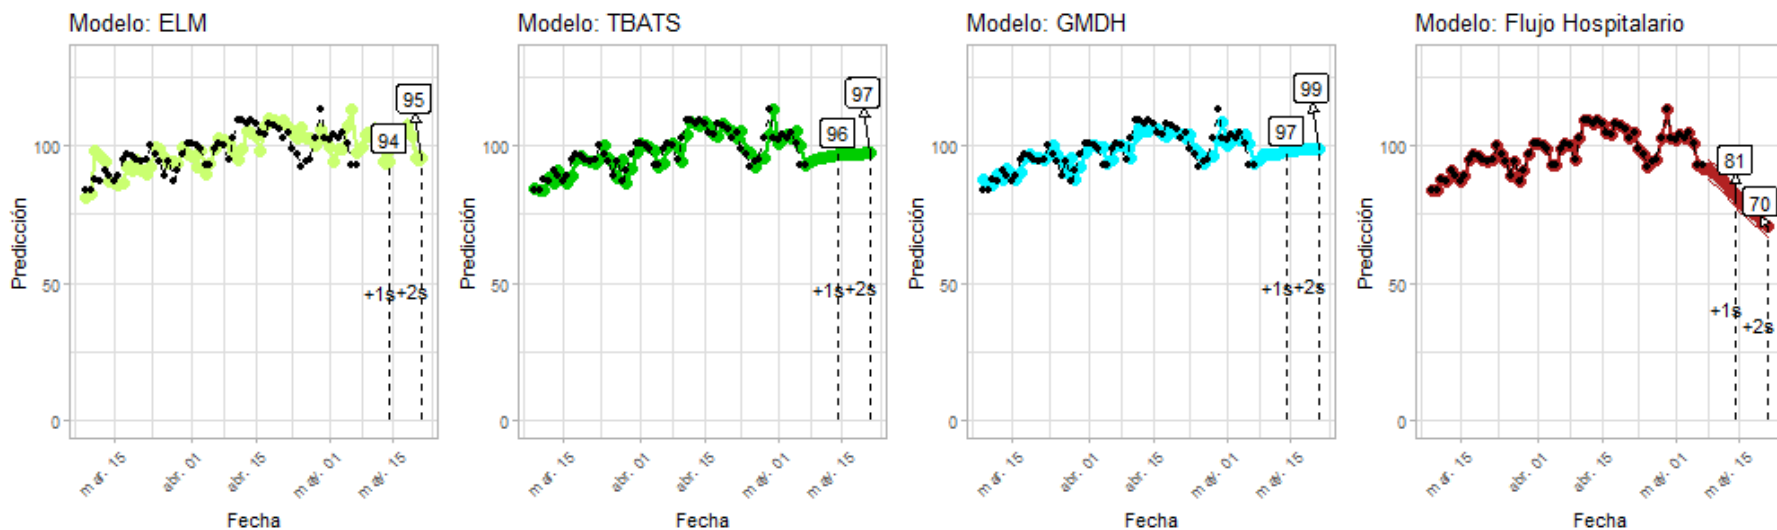 Modelo: ELM
Predicción
100
50
0
94
95
+1s
+2s
mar. 15
abr. 01
abr. 15
may. 01
may. 15
Fecha
Modelo: TBATS
Predicción
100
50
0
96
97
+1s
+2s
mar. 15
abr. 01
abr. 15
may. 01
may. 15
Fecha
Modelo: GMDH
Predicción
100
50
0
97
99
+1s
+2s
mar. 15
abr. 01
abr. 15
may. 01
may. 15
Fecha
Modelo: Flujo Hospitalario
Predicción
100
50
0
81
70
+1s
+2s
mar. 15
abr. 01
abr. 15
may. 01
may. 15
Fecha